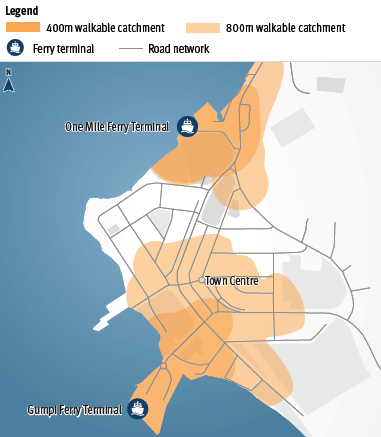 Legend
400m walkable catchment 800m walkable catchment
Ferry terminal Road network
N
One Mile Ferry Terminal
Town Centre
Gumpi Ferry Terminal